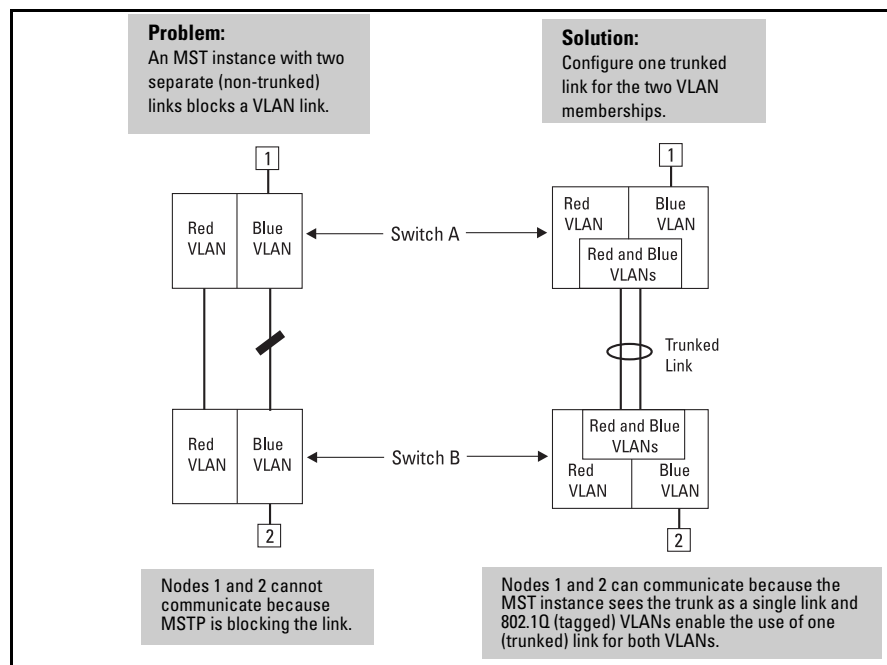 Problem:
An MST instance with two
separate (non-trunked)
links blocks a VLAN link.
Solution:
Configure one trunked
link for the two VLAN
memberships.
1
1
Red
VLAN
Blue
VLAN
Switch A
Red
VLAN
Blue
VLAN
Red and Blue
VLANs
Trunked
Link
Red
VLAN
Blue
VLAN
Switch B
Red and Blue
VLANs
Red
VLAN
Blue
VLAN
2
2
Nodes 1 and 2 cannot
communicate because
MSTP is blocking the link.
Nodes 1 and 2 can communicate because the
MST instance sees the trunk as a single link and
802.1Q (tagged) VLANs enable the use of one
(trunked) link for both VLANs.